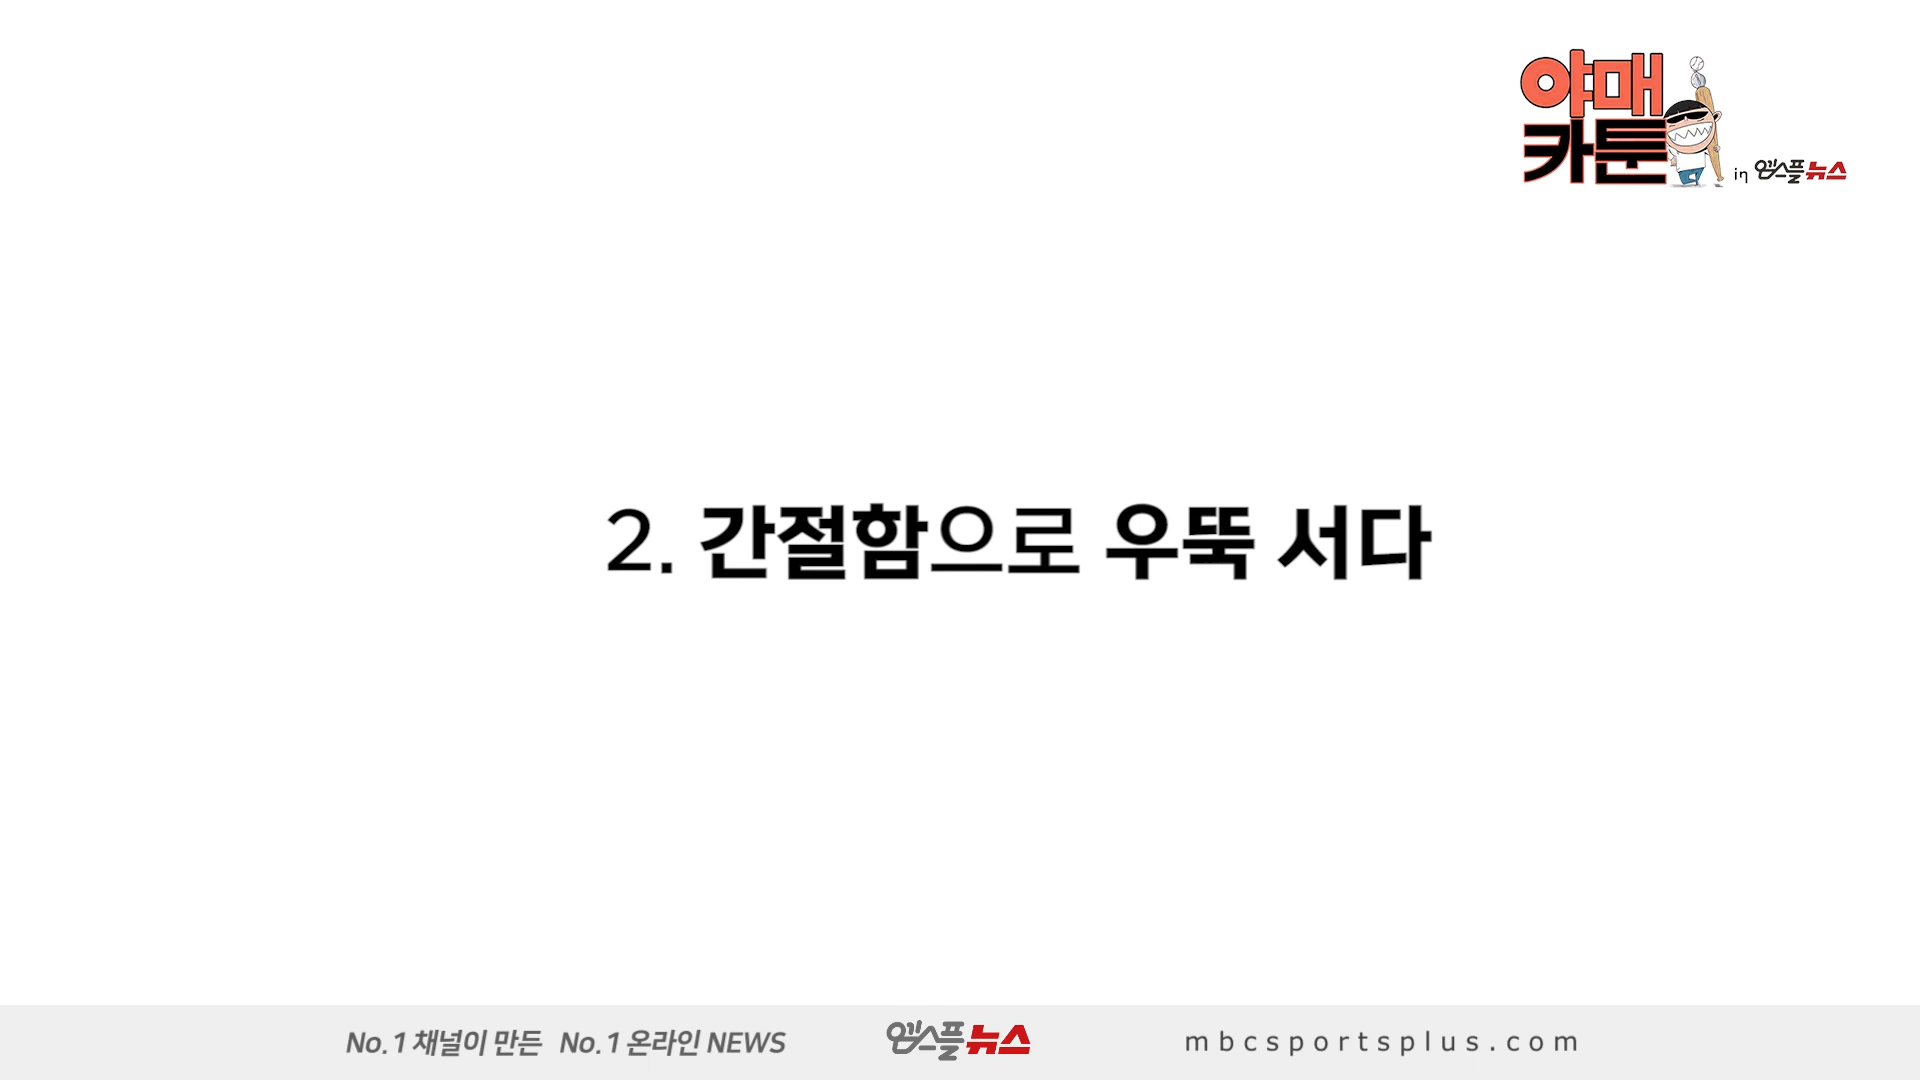 야매
카툰
in 엠스플뉴스
2. 간절함으로 우뚝 서다
No.1 채널이 만든 No.1 온라인 NEWS
엠스플뉴스
mbcsportsplus.com